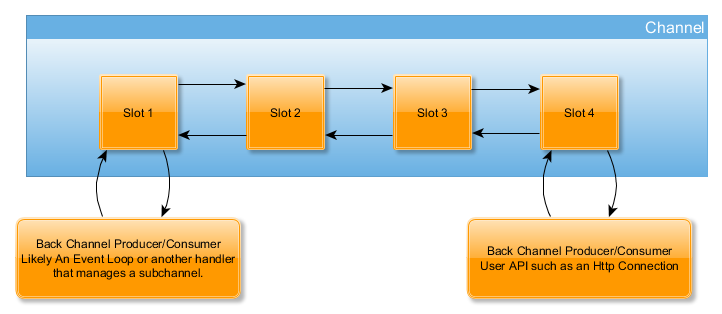 Channel
Slot 1
Slot 2
Slot 3
Slot 4
Back Channel Producer/Consumer
Likely An Event Loop or another handler
that manages a subchannel.
Back Channel Producer/Consumer
User API such as an Http Connection